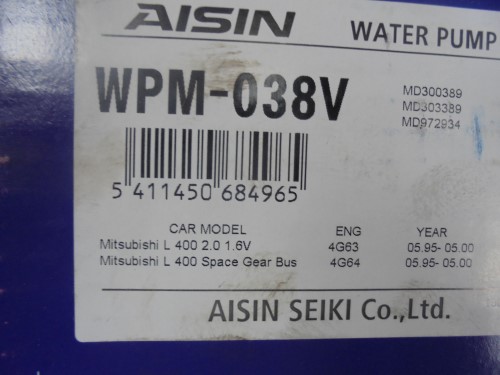 AISIN WATER PUMP
WPM-038V
MD300389
MD303389
MD972934
5 411450 684965
CAR MODEL ENG YEAR
Mitsubishi L 400 2.0 1.6V 4G63 05.95- 05.00
Mitsubishi L 400 Space Gear Bus 4G64 05.95- 05.00
AISIN SEIKI Co.,Ltd.